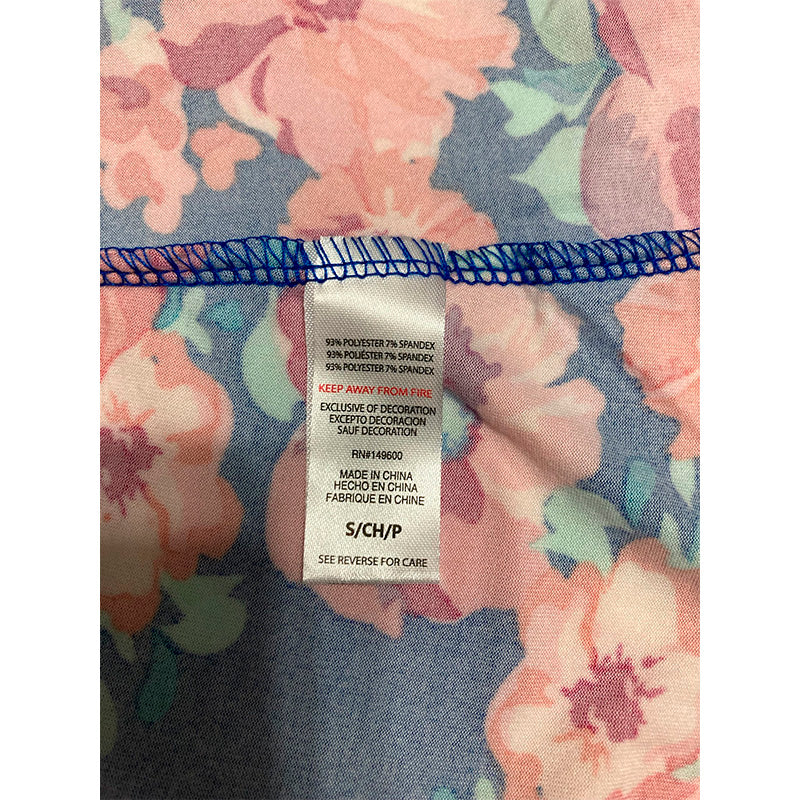 93% POLYESTER 7% SPANDEX
93% POLIÉSTER 7% SPANDEX
93% POLYESTER 7% SPANDEX
KEEP AWAY FROM FIRE
EXCLUSIVE OF DECORATION
EXCEPTO DECORACION
SAUF DECORATION
RN#149600
MADE IN CHINA
HECHO EN CHINA
FABRIQUE EN CHINE
S/CH/P
SEE REVERSE FOR CARE